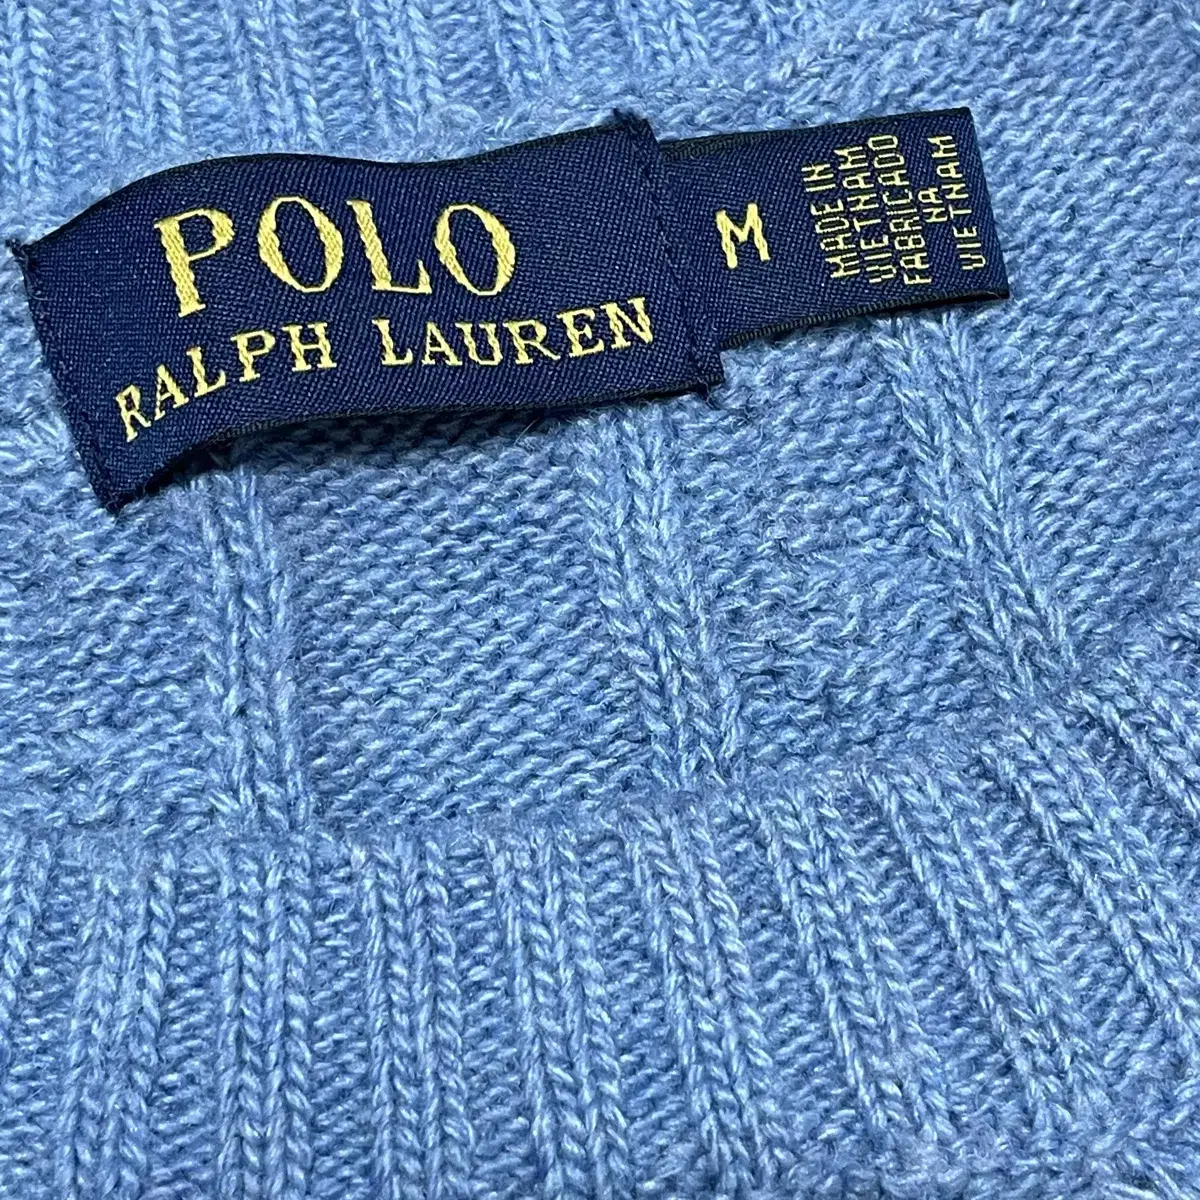 POLO
RALPH LAUREN
M
MADE IN
VIETNAM
FABRICADO
NA
VIETNAM